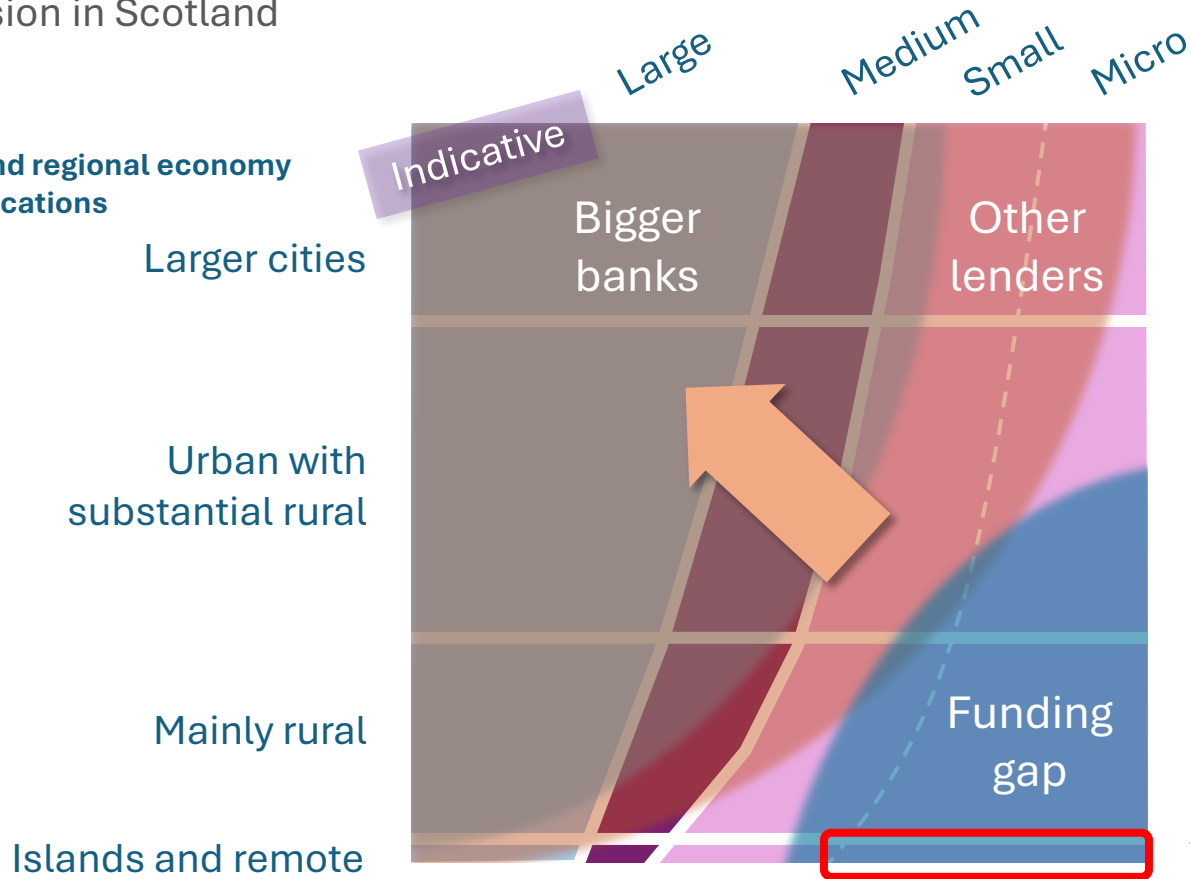 sion in Scotland
Large
Medium
Small
Micro
nd regional economy
cations
Indicative
Larger cities
Bigger
banks
Other
lenders
Urban with
substantial rural
Mainly rural
Funding
gap
Islands and remote